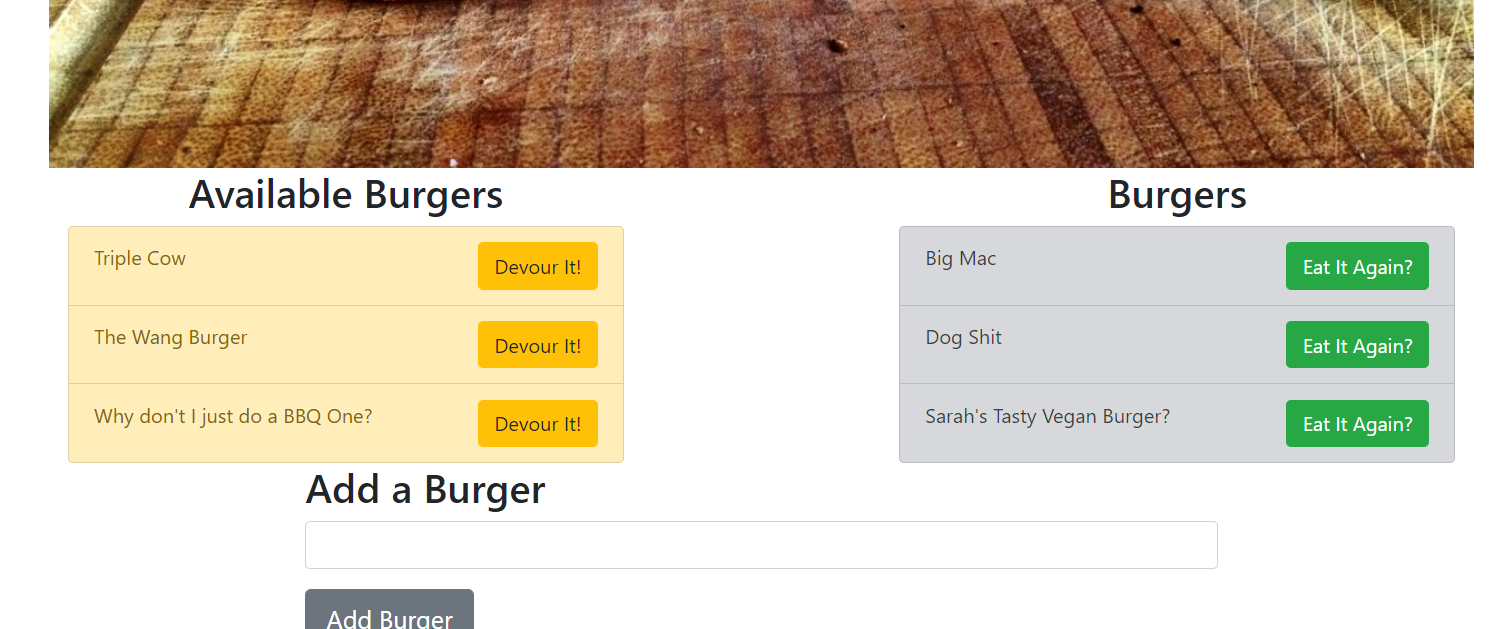 Available Burgers
Triple Cow
Devour It!
The Wang Burger
Devour It!
Why don't I just do a BBQ One?
Devour It!
Burgers
Big Mac
Eat It Again?
Dog Shit
Eat It Again?
Sarah's Tasty Vegan Burger?
Eat It Again?
Add a Burger
Add Burger